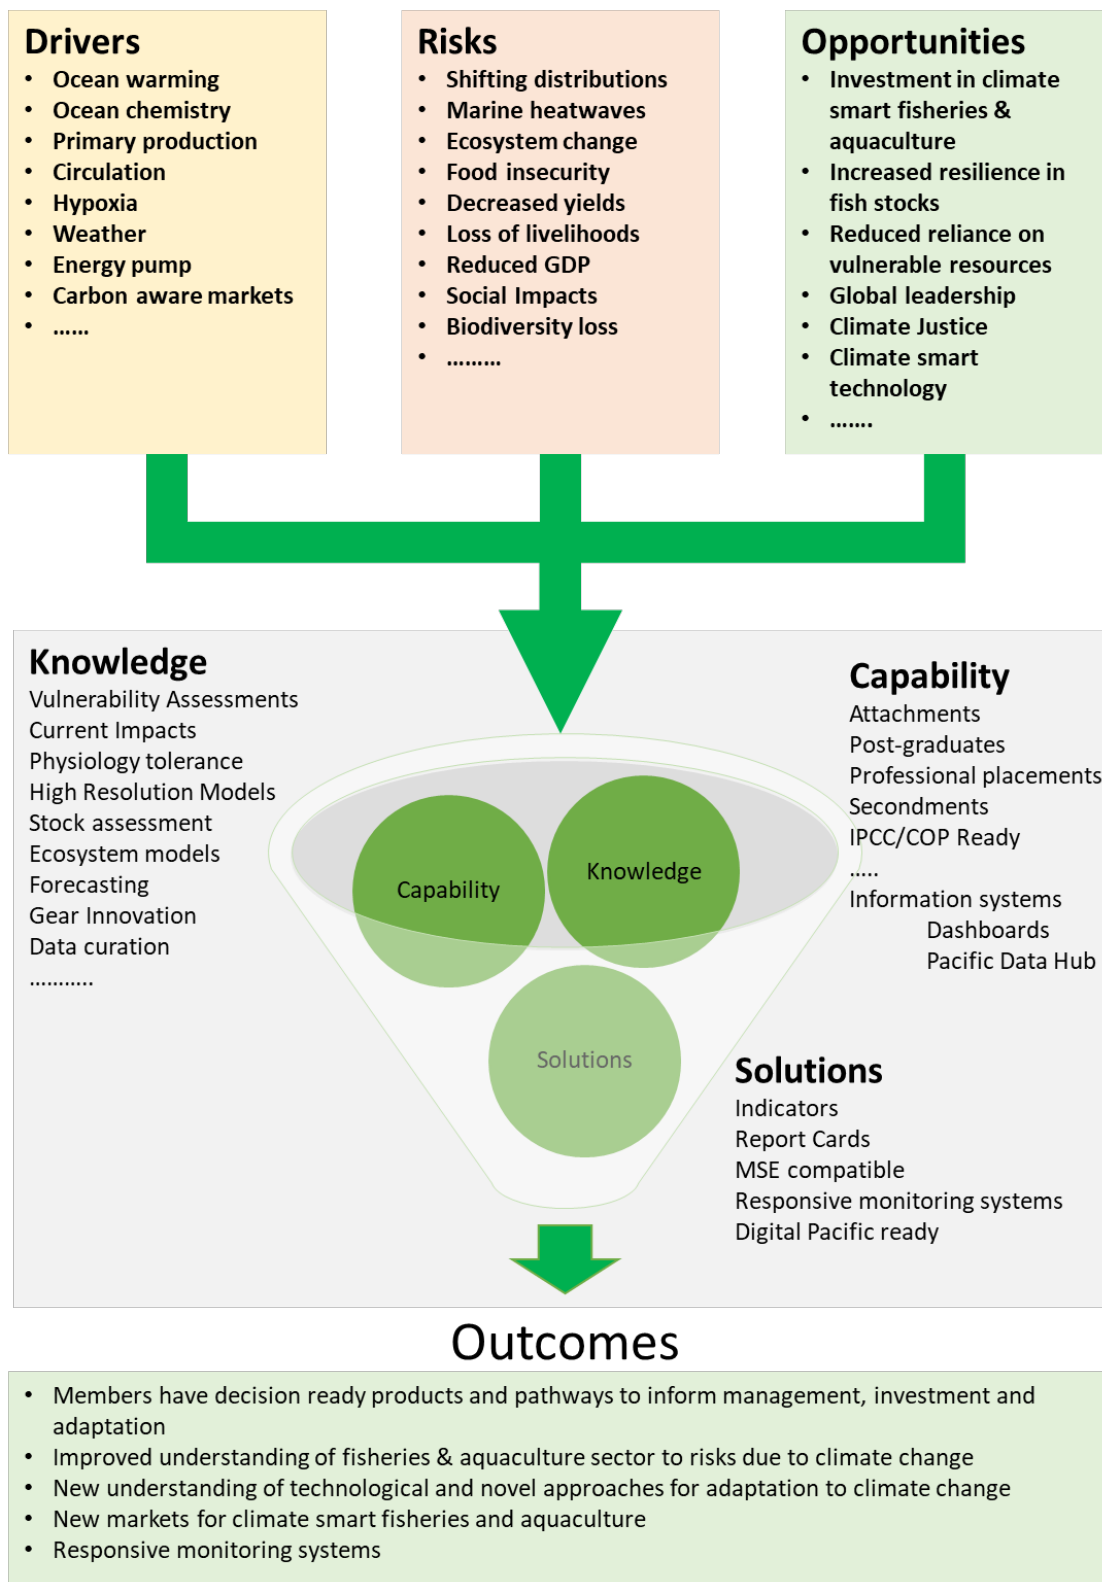 Drivers
• Ocean warming
• Ocean chemistry
• Primary production
• Circulation
• Hypoxia
• Weather
• Energy pump
• Carbon aware markets
• ......
Risks
• Shifting distributions
• Marine heatwaves
• Ecosystem change
• Food insecurity
• Decreased yields
• Loss of livelihoods
• Reduced GDP
• Social Impacts
• Biodiversity loss
• .........
Opportunities
• Investment in climate
smart fisheries &
aquaculture
• Increased resilience in
fish stocks
• Reduced reliance on
vulnerable resources
• Global leadership
• Climate Justice
• Climate smart
technology
• .......
Knowledge
Vulnerability Assessments
Current Impacts
Physiology tolerance
High Resolution Models
Stock assessment
Ecosystem models
Forecasting
Gear Innovation
Data curation
...........
Capability
Attachments
Post-graduates
Professional placements
Secondments
IPCC/COP Ready
.....
Information systems
Dashboards
Pacific Data Hub
Capability
Knowledge
Solutions
Solutions
Indicators
Report Cards
MSE compatible
Responsive monitoring systems
Digital Pacific ready
Outcomes
• Members have decision ready products and pathways to inform management, investment and
adaptation
• Improved understanding of fisheries & aquaculture sector to risks due to climate change
• New understanding of technological and novel approaches for adaptation to climate change
• New markets for climate smart fisheries and aquaculture
• Responsive monitoring systems